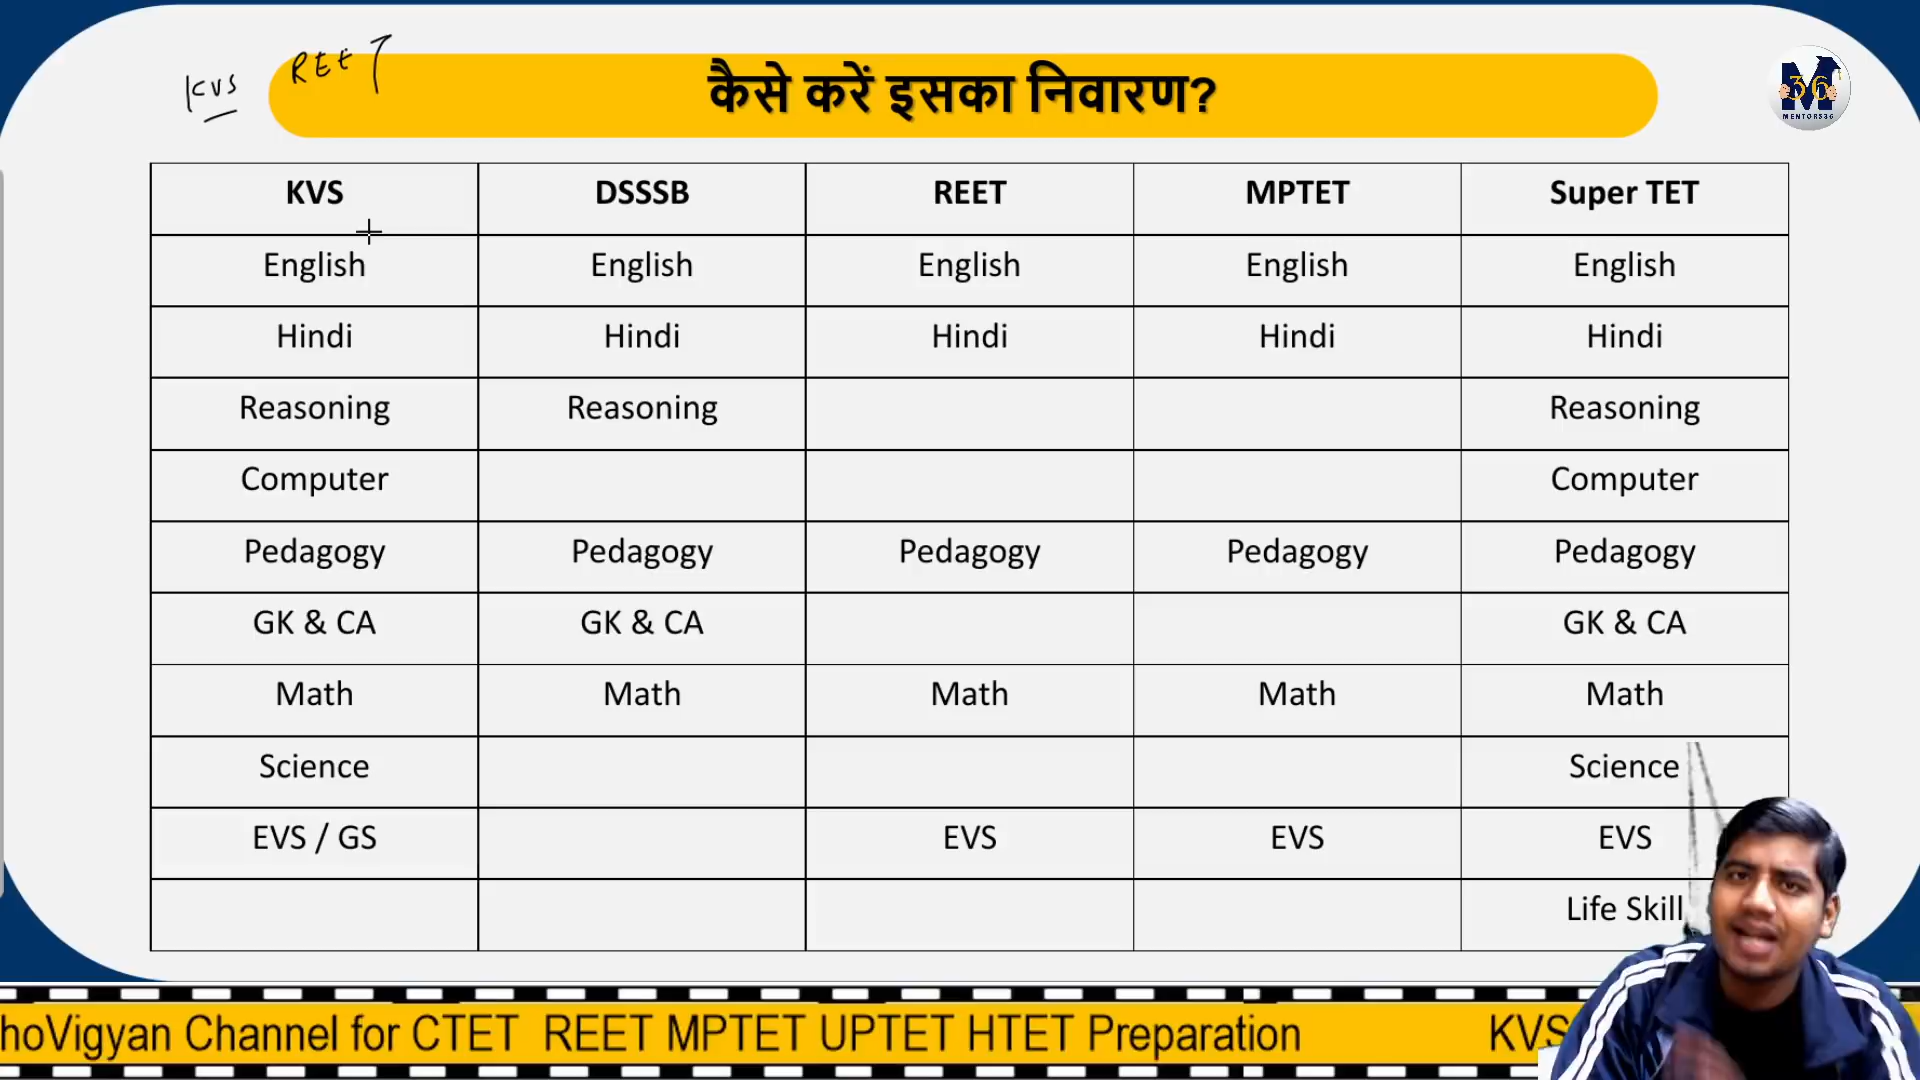 KVS REET
कैसे करें इसका निवारण?
M36
MENTORS36
KVS DSSSB REET MPTET Super TET
English English English English English
Hindi Hindi Hindi Hindi Hindi
Reasoning Reasoning Reasoning
Computer Computer
Pedagogy Pedagogy Pedagogy Pedagogy Pedagogy
GK & CA GK & CA GK & CA
Math Math Math Math Math
Science Science
EVS / GS EVS EVS EVS
Life Skill
hoVigyan Channel for CTET REET MPTET UPTET HTET Preparation KVS